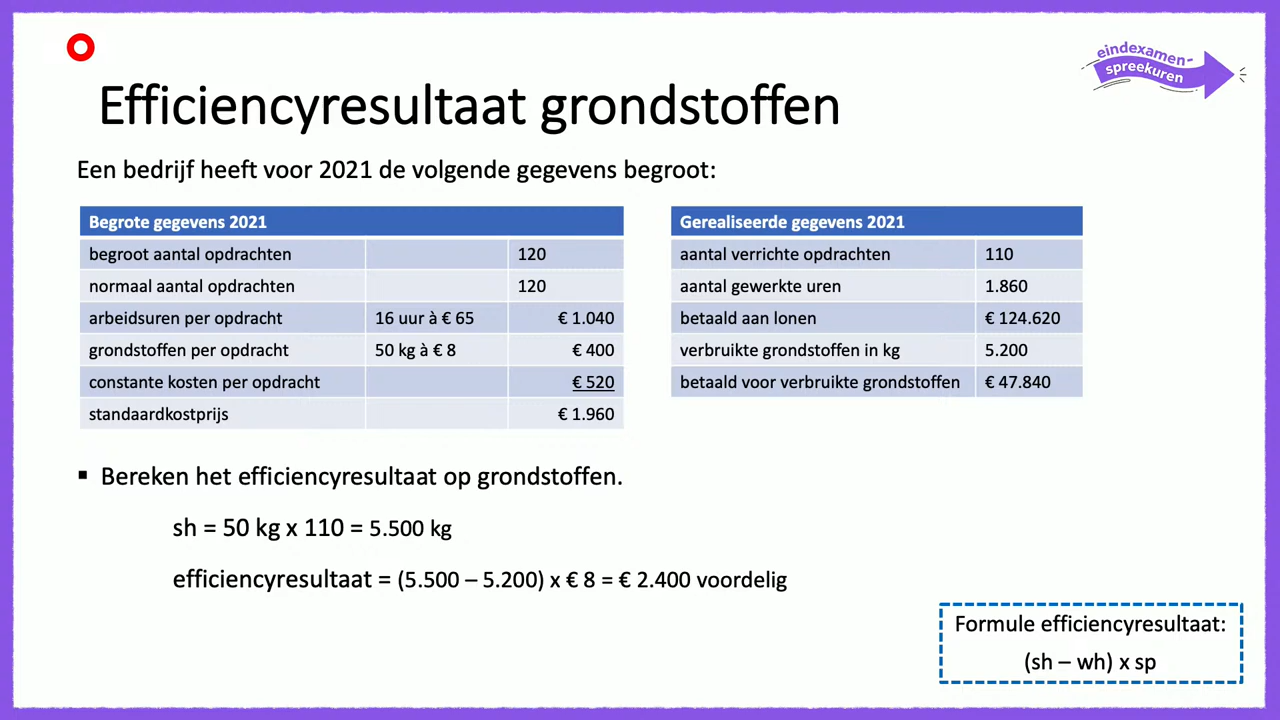 eindexamen-
spreekuren
Efficiencyresultaat grondstoffen
Een bedrijf heeft voor 2021 de volgende gegevens begroot:
Begrote gegevens 2021
begroot aantal opdrachten 120
normaal aantal opdrachten 120
arbeidsuren per opdracht 16 uur à € 65 € 1.040
grondstoffen per opdracht 50 kg à € 8 € 400
constante kosten per opdracht € 520
standaardkostprijs € 1.960
Gerealiseerde gegevens 2021
aantal verrichte opdrachten 110
aantal gewerkte uren 1.860
betaald aan lonen € 124.620
verbruikte grondstoffen in kg 5.200
betaald voor verbruikte grondstoffen € 47.840
▪ Bereken het efficiencyresultaat op grondstoffen.
sh = 50 kg x 110 = 5.500 kg
efficiencyresultaat = (5.500 – 5.200) x € 8 = € 2.400 voordelig
Formule efficiencyresultaat:
(sh – wh) x sp